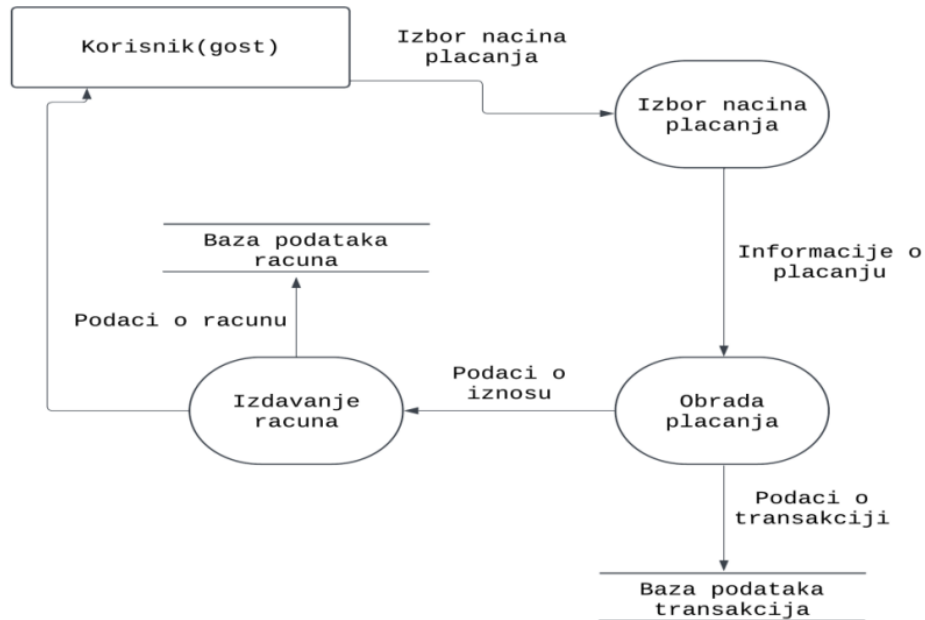 Korisnik(gost)
Izbor nacina
placanja
Izbor nacina
placanja
Informacije o
placanju
Baza podataka
racuna
Podaci o racunu
Izdavanje
racuna
Podaci o
iznosu
Obrada
placanja
Podaci o
transakciji
Baza podataka
transakcija